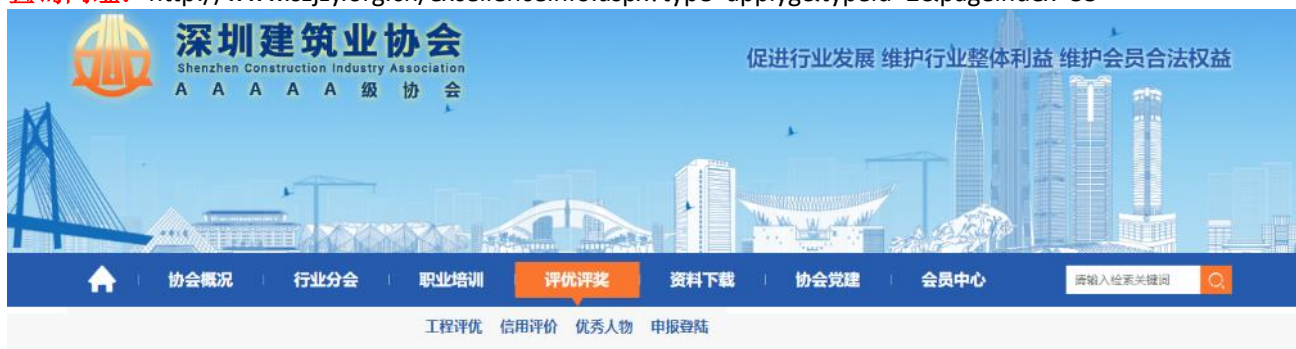 深圳建筑业协会
Shenzhen Construction Industry Association
A A A A A 级 协 会
促进行业发展 维护行业整体利益 维护会员合法权益
协会概况 行业分会 职业培训 评优评奖 资料下载 协会党建 会员中心 请输入检索关键词
工程评优 信用评价 优秀人物 申报登陆